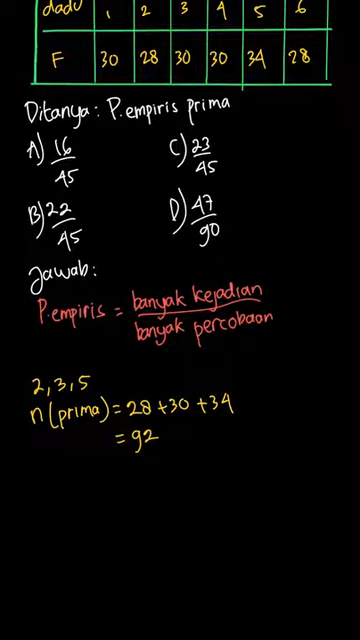 dadu 1 2 3 4 5 6
F 30 28 30 30 34 28
Ditanya: P.empiris prima
A) 16/45 C) 23/45
B) 22/45 D) 47/90
Jawab:
P.empiris = banyak kejadian / banyak percobaan
2, 3, 5
n(prima) = 28 + 30 + 34
= 92